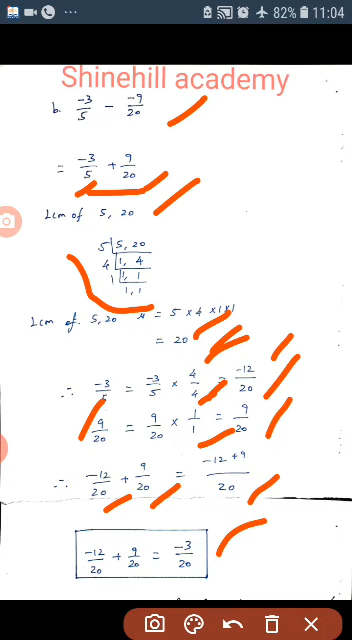 82% 11:04
Shinehill academy
b. -3/5 - -9/20
= -3/5 + 9/20
Lcm of 5, 20
5 | 5, 20
4 | 1, 4
1 | 1, 1
1, 1
Lcm of. 5, 20 = 5 × 4 × 1 × 1
= 20
∴ -3/5 = -3/5 × 4/4 = -12/20
9/20 = 9/20 × 1/1 = 9/20
∴ -12/20 + 9/20 = -12 + 9/20
-12/20 + 9/20 = -3/20